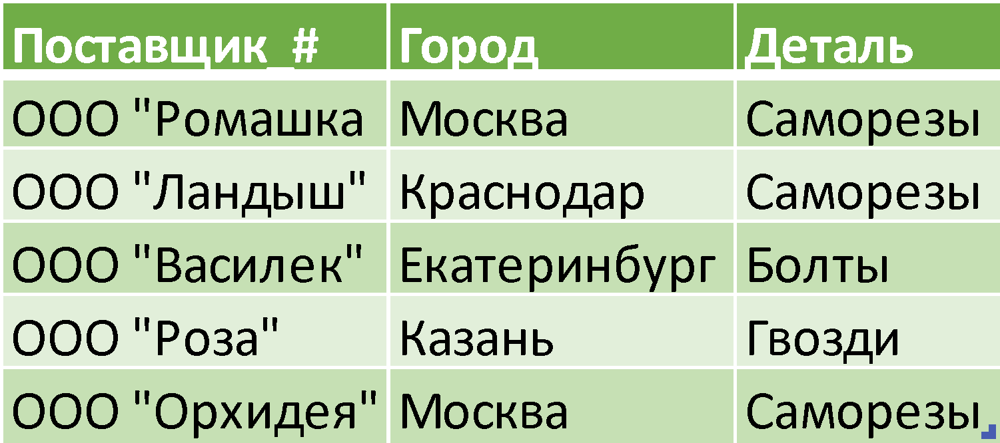 Поставщик_# Город Деталь
ООО "Ромашка Москва Саморезы
ООО "Ландыш" Краснодар Саморезы
ООО "Василек" Екатеринбург Болты
ООО "Роза" Казань Гвозди
ООО "Орхидея" Москва Саморезы